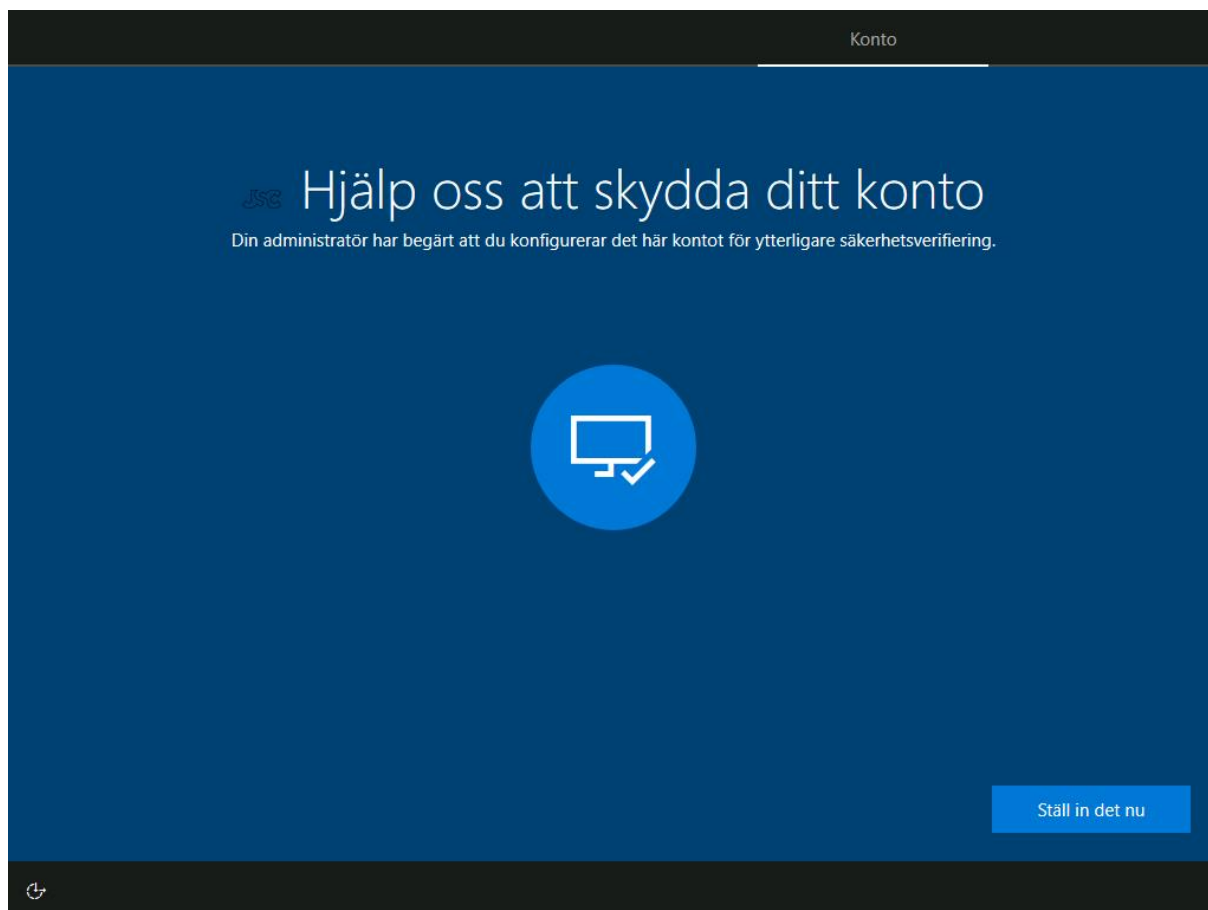 Konto
JSC Hjälp oss att skydda ditt konto
Din administratör har begärt att du konfigurerar det här kontot för ytterligare säkerhetsverifiering.
Ställ in det nu